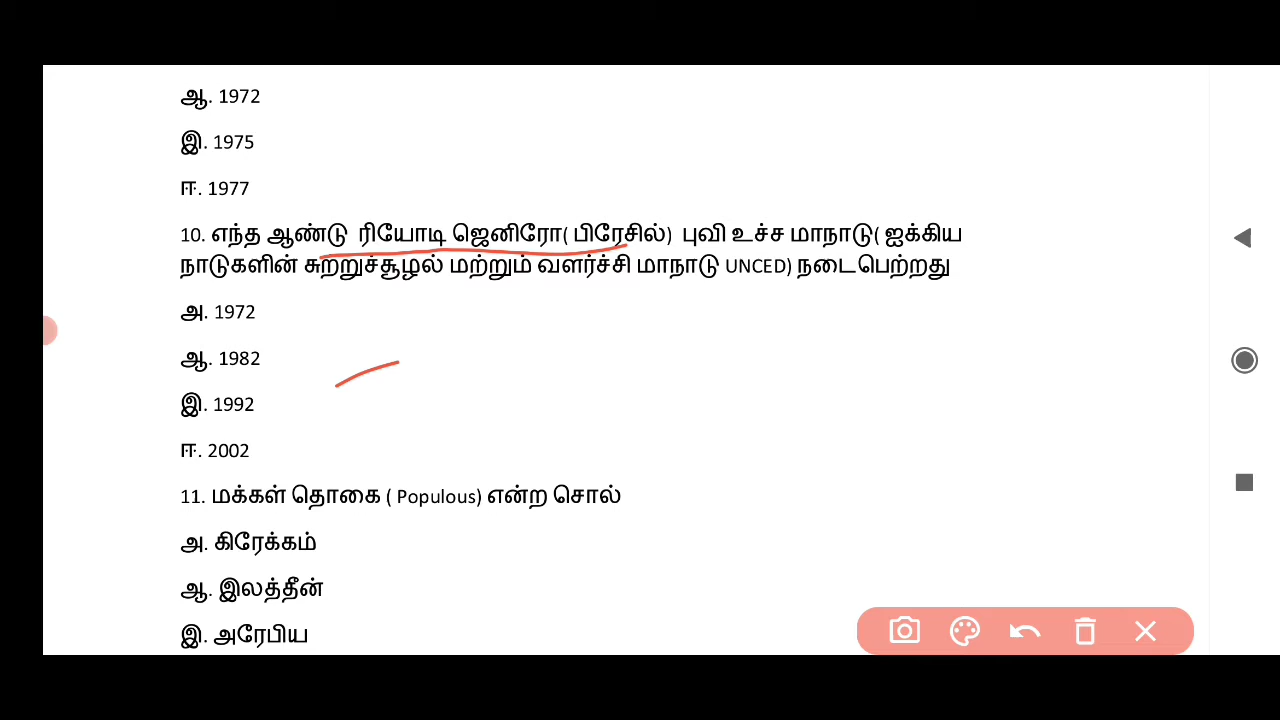 ஆ. 1972
இ. 1975
ஈ. 1977
10. எந்த ஆண்டு ரியோடி ஜெனிரோ( பிரேசில்) புவி உச்ச மாநாடு( ஐக்கிய
நாடுகளின் சுற்றுச்சூழல் மற்றும் வளர்ச்சி மாநாடு UNCED) நடைபெற்றது
அ. 1972
ஆ. 1982
இ. 1992
ஈ. 2002
11. மக்கள் தொகை ( Populous) என்ற சொல்
அ. கிரேக்கம்
ஆ. இலத்தீன்
இ. அரேபிய